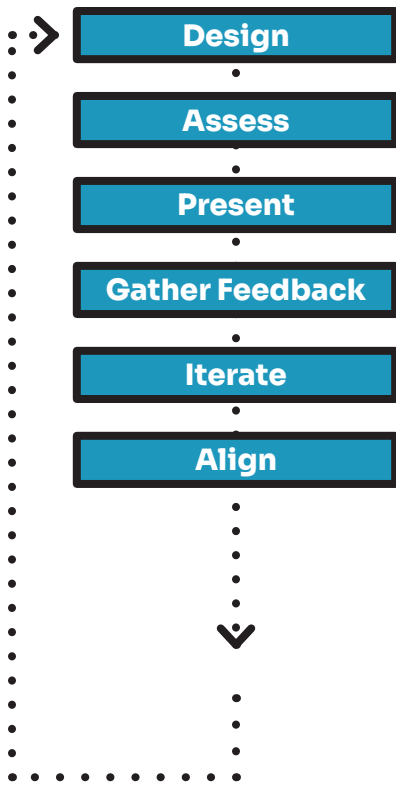 Design
Assess
Present
Gather Feedback
Iterate
Align